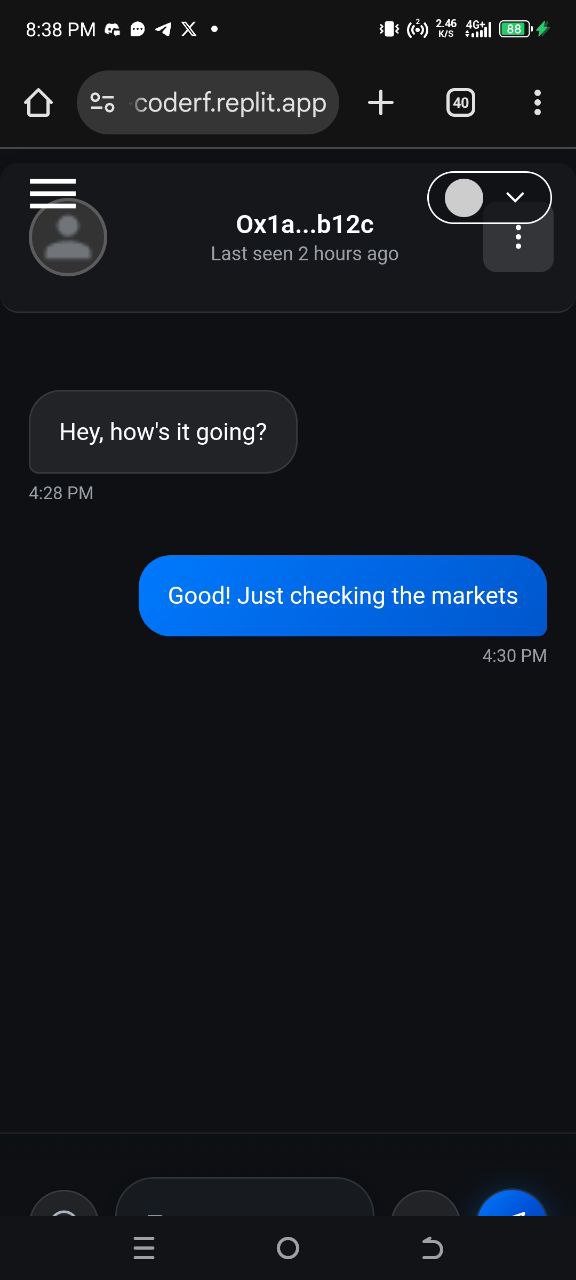 8:38 PM
2.46
K/S
4G+
88
coderf.replit.app
40
Ox1a...b12c
Last seen 2 hours ago
Hey, how's it going?
4:28 PM
Good! Just checking the markets
4:30 PM